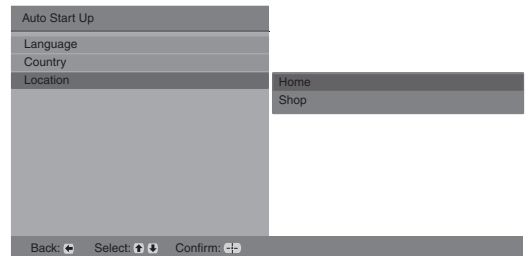 Auto Start Up
Language
Country
Location
Home
Shop
Back: Select: Confirm: